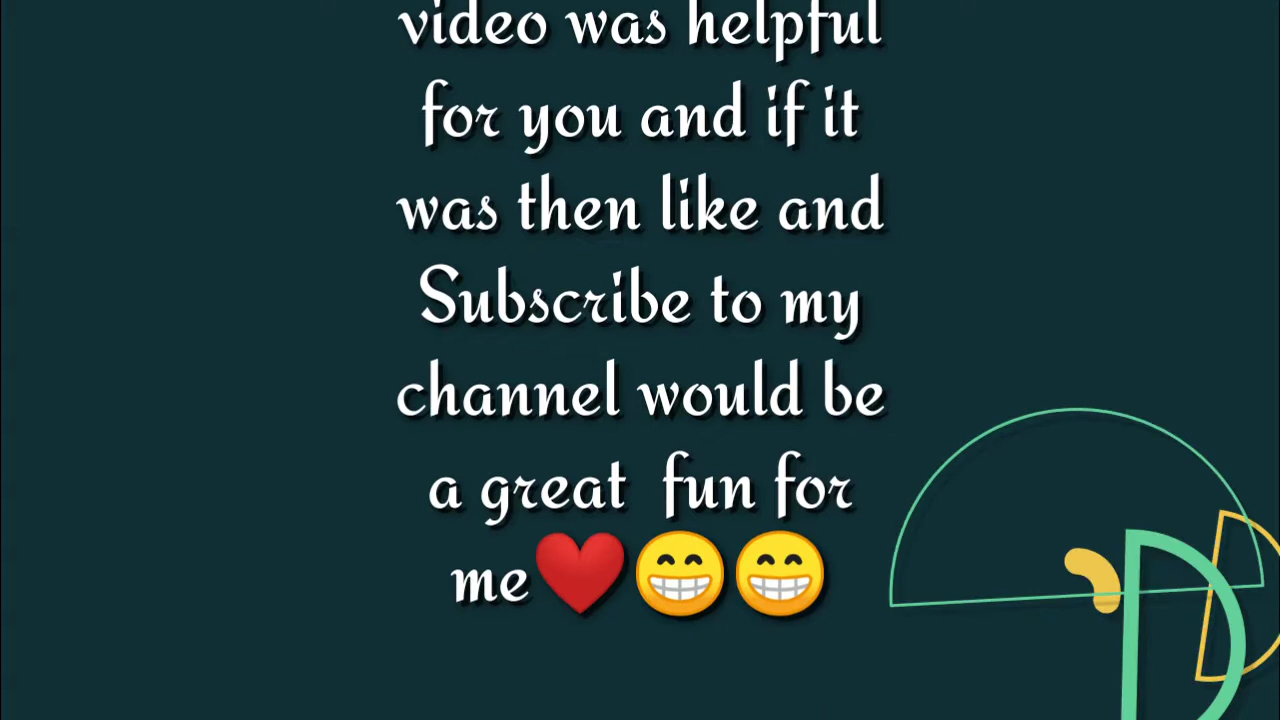 video was helpful
for you and if it
was then like and
Subscribe to my
channel would be
a great  fun for
me❤️😁😁